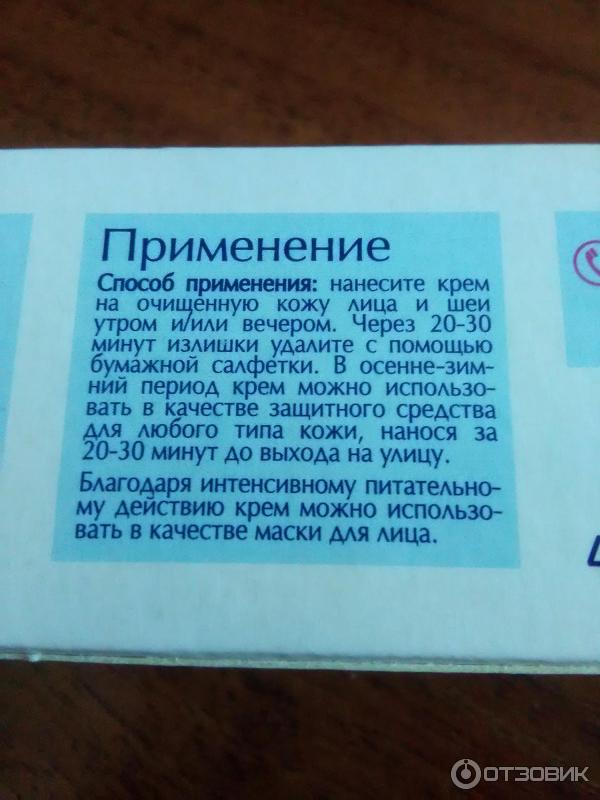 Применение
Способ применения: нанесите крем
на очищенную кожу лица и шеи
утром и/или вечером. Через 20-30
минут излишки удалите с помощью
бумажной салфетки. В осенне-зим-
ний период крем можно использо-
вать в качестве защитного средства
для любого типа кожи, нанося за
20-30 минут до выхода на улицу.
Благодаря интенсивному питательно-
му действию крем можно использо-
вать в качестве маски для лица.
ОТЗОВИК